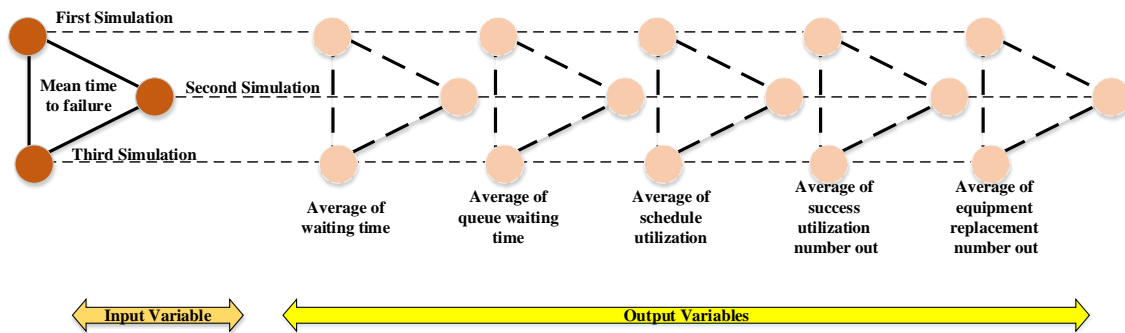 First Simulation
Mean time
to failure
Second Simulation
Third Simulation
Average of
waiting time
Average of
queue waiting
time
Average of
schedule
utilization
Average of
success
utilization
number out
Average of
equipment
replacement
number out
Input Variable
Output Variables